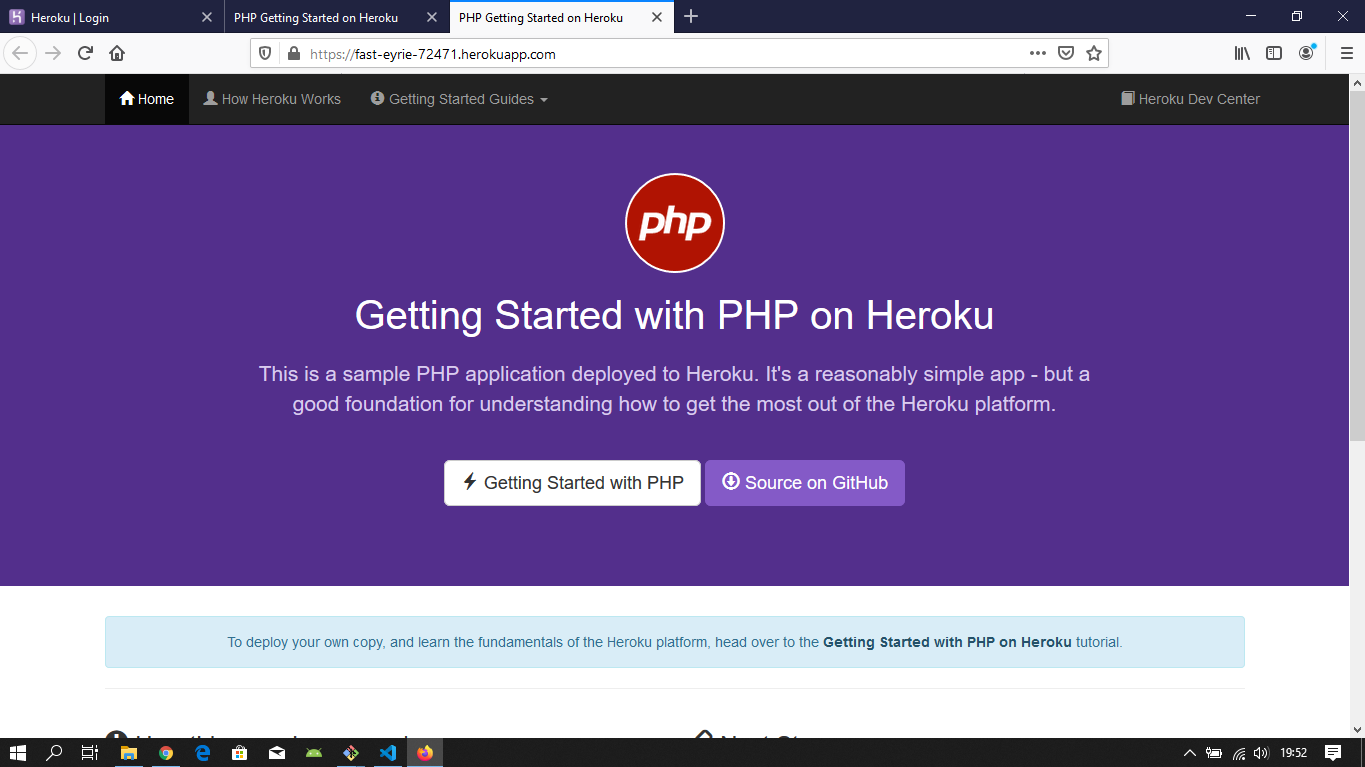 Heroku | Login
PHP Getting Started on Heroku
PHP Getting Started on Heroku
https://fast-eyrie-72471.herokuapp.com
Home
How Heroku Works
Getting Started Guides
Heroku Dev Center
php
Getting Started with PHP on Heroku
This is a sample PHP application deployed to Heroku. It's a reasonably simple app - but a
good foundation for understanding how to get the most out of the Heroku platform.
Getting Started with PHP
Source on GitHub
To deploy your own copy, and learn the fundamentals of the Heroku platform, head over to the Getting Started with PHP on Heroku tutorial.
19:52